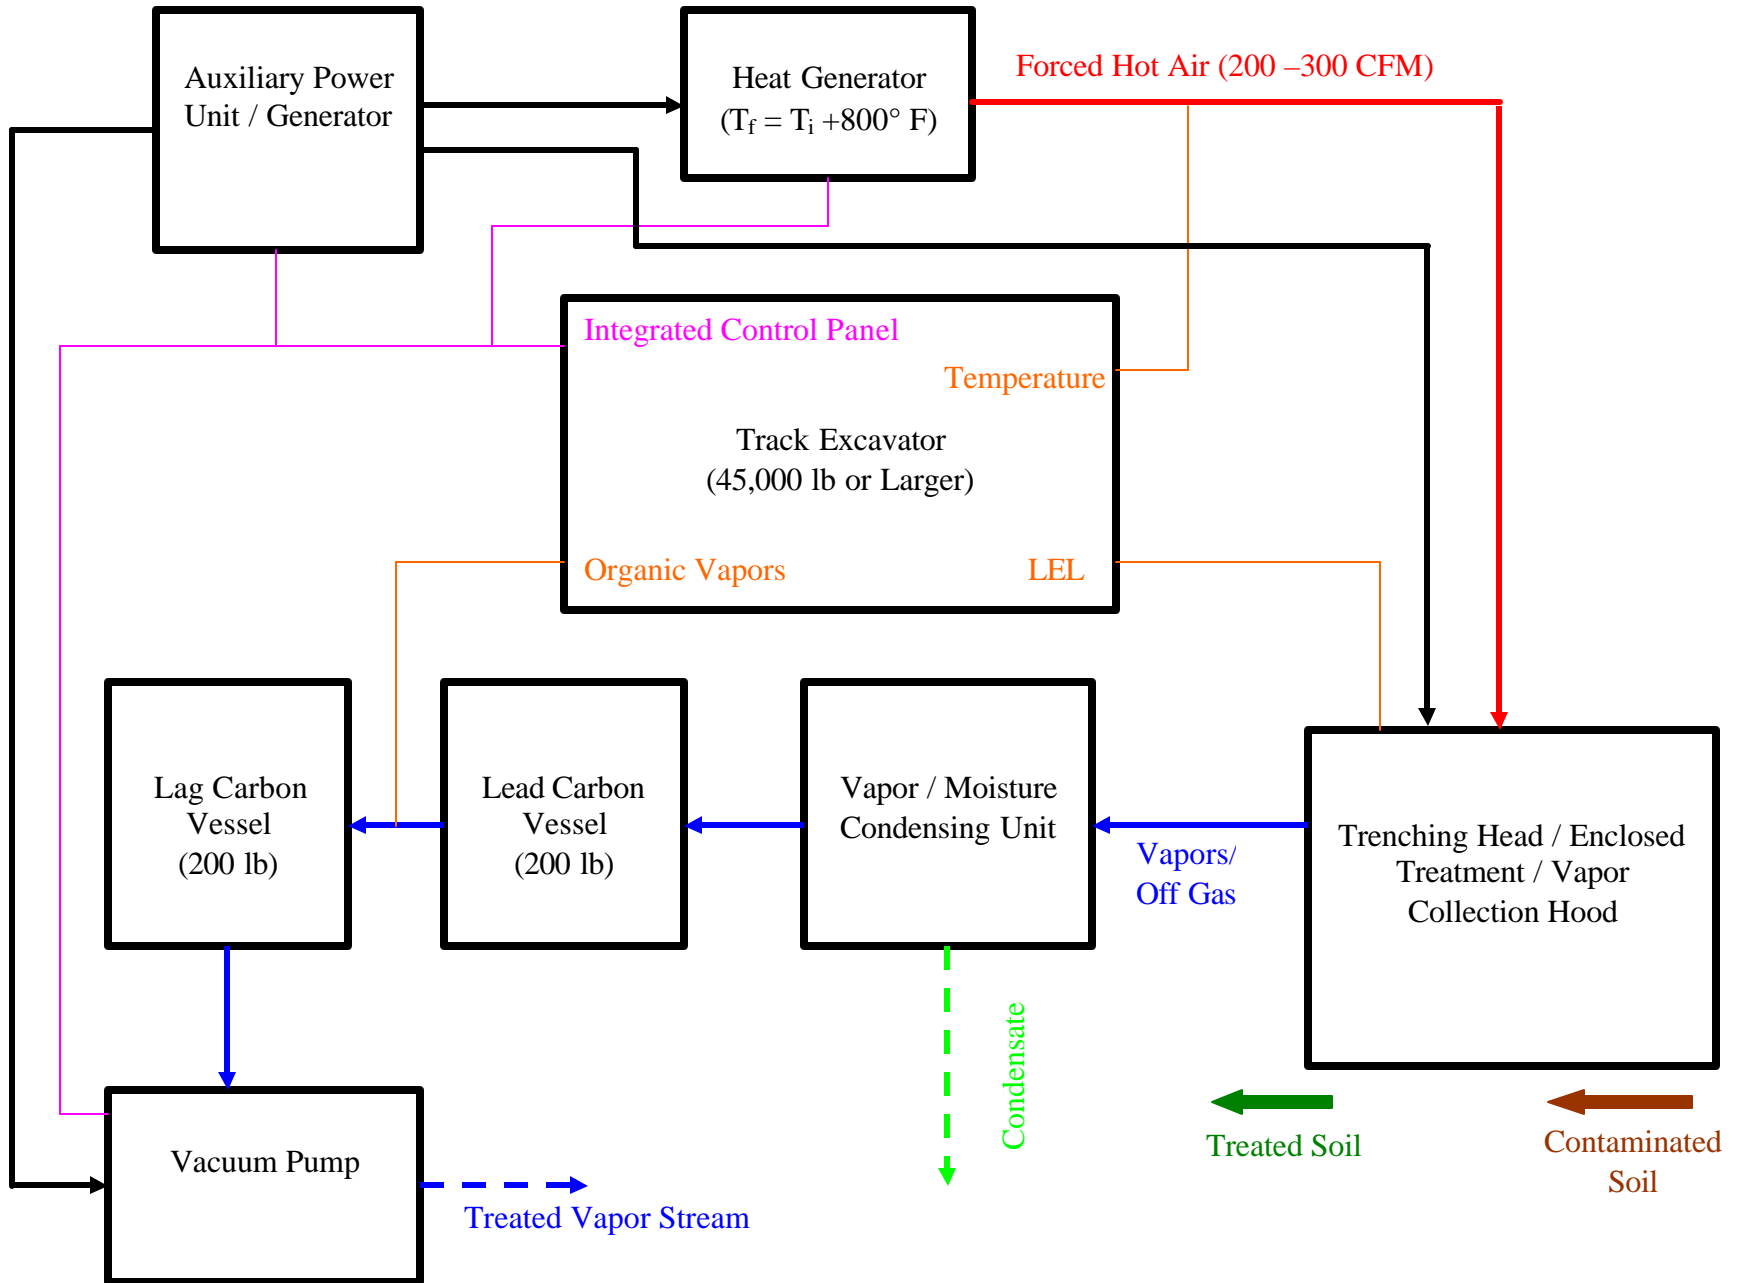 Auxiliary Power
Unit / Generator
Heat Generator
(Tf = Ti +800° F)
Forced Hot Air (200 –300 CFM)
Integrated Control Panel
Temperature
Track Excavator
(45,000 lb or Larger)
Organic Vapors
LEL
Lag Carbon
Vessel
(200 lb)
Lead Carbon
Vessel
(200 lb)
Vapor / Moisture
Condensing Unit
Vapors/
Off Gas
Trenching Head / Enclosed
Treatment / Vapor
Collection Hood
Condensate
Treated Soil
Contaminated
Soil
Vacuum Pump
Treated Vapor Stream